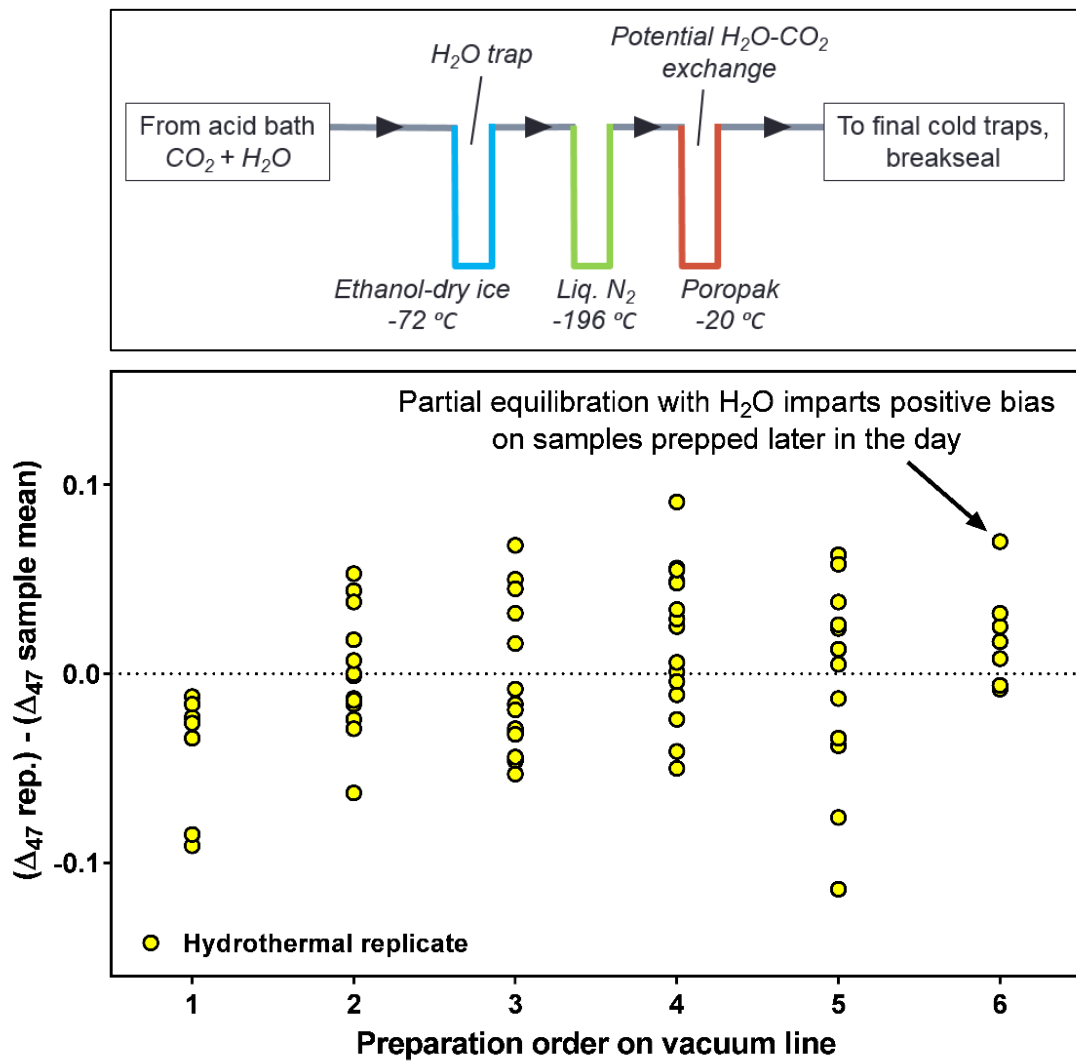 H₂O trap
Potential H₂O-CO₂
exchange
From acid bath
CO₂ + H₂O
To final cold traps,
breakseal
Ethanol-dry ice
-72 ºC
Liq. N₂
-196 ºC
Poropak
-20 ºC
Partial equilibration with H₂O imparts positive bias
on samples prepped later in the day
(Δ₄₇ rep.) - (Δ₄₇ sample mean)
0.1
0.0
-0.1
Hydrothermal replicate
1 2 3 4 5 6
Preparation order on vacuum line